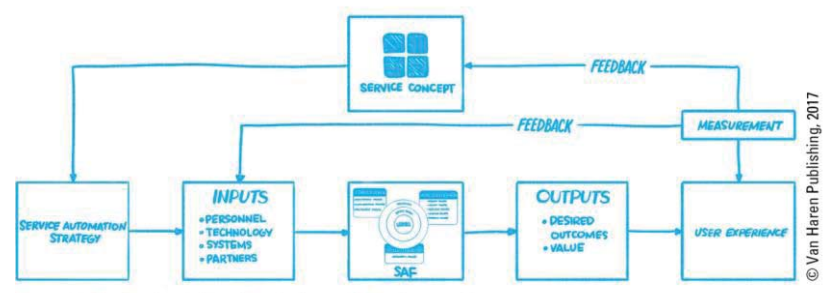 SERVICE CONCEPT
FEEDBACK
FEEDBACK
MEASUREMENT
SERVICE AUTOMATION
STRATEGY
INPUTS
• PERSONNEL
• TECHNOLOGY
• SYSTEMS
• PARTNERS
SAF
OUTPUTS
• DESIRED
OUTCOMES
• VALUE
USER EXPERIENCE
© Van Haren Publishing, 2017